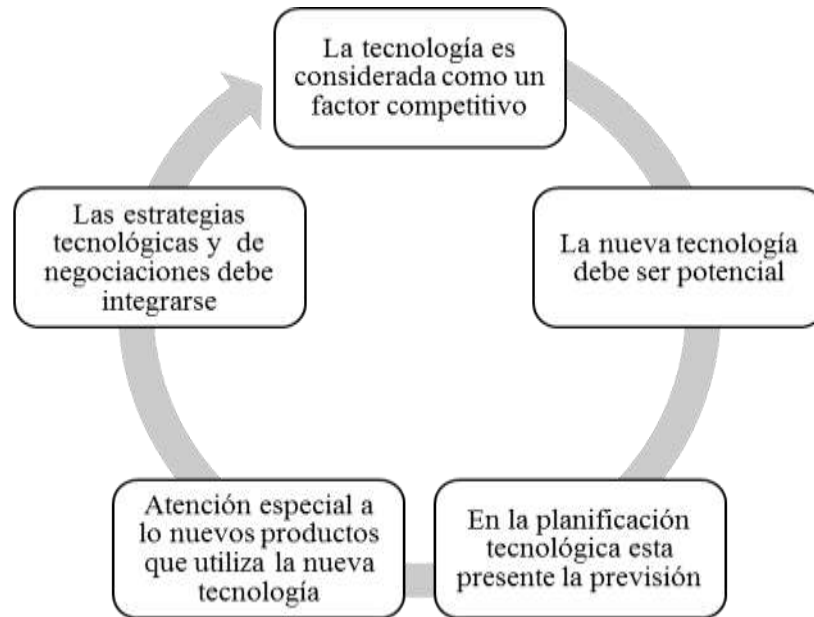 La tecnología es
considerada como un
factor competitivo
La nueva tecnología
debe ser potencial
En la planificación
tecnológica esta
presente la previsión
Atención especial a
lo nuevos productos
que utiliza la nueva
tecnología
Las estrategias
tecnológicas y de
negociaciones debe
integrarse